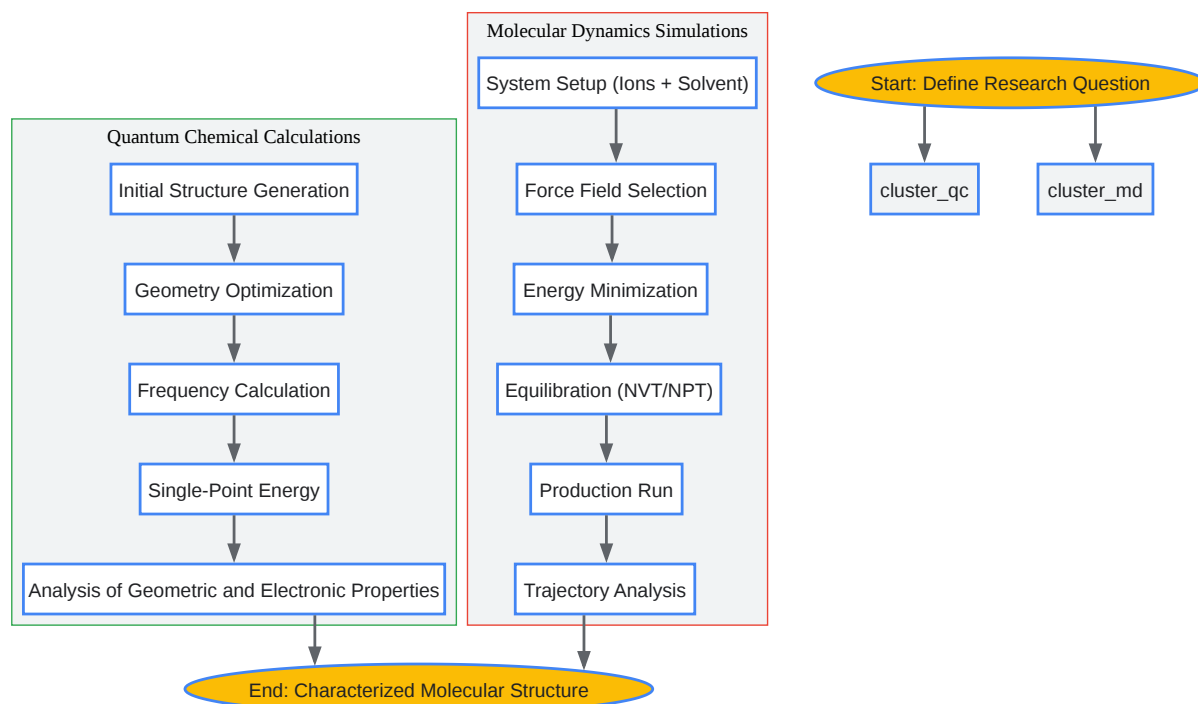 Molecular Dynamics Simulations
System Setup (Ions + Solvent)
Force Field Selection
Energy Minimization
Equilibration (NVT/NPT)
Production Run
Trajectory Analysis
Quantum Chemical Calculations
Initial Structure Generation
Geometry Optimization
Frequency Calculation
Single-Point Energy
Analysis of Geometric and Electronic Properties
End: Characterized Molecular Structure
Start: Define Research Question
cluster_qc
cluster_md